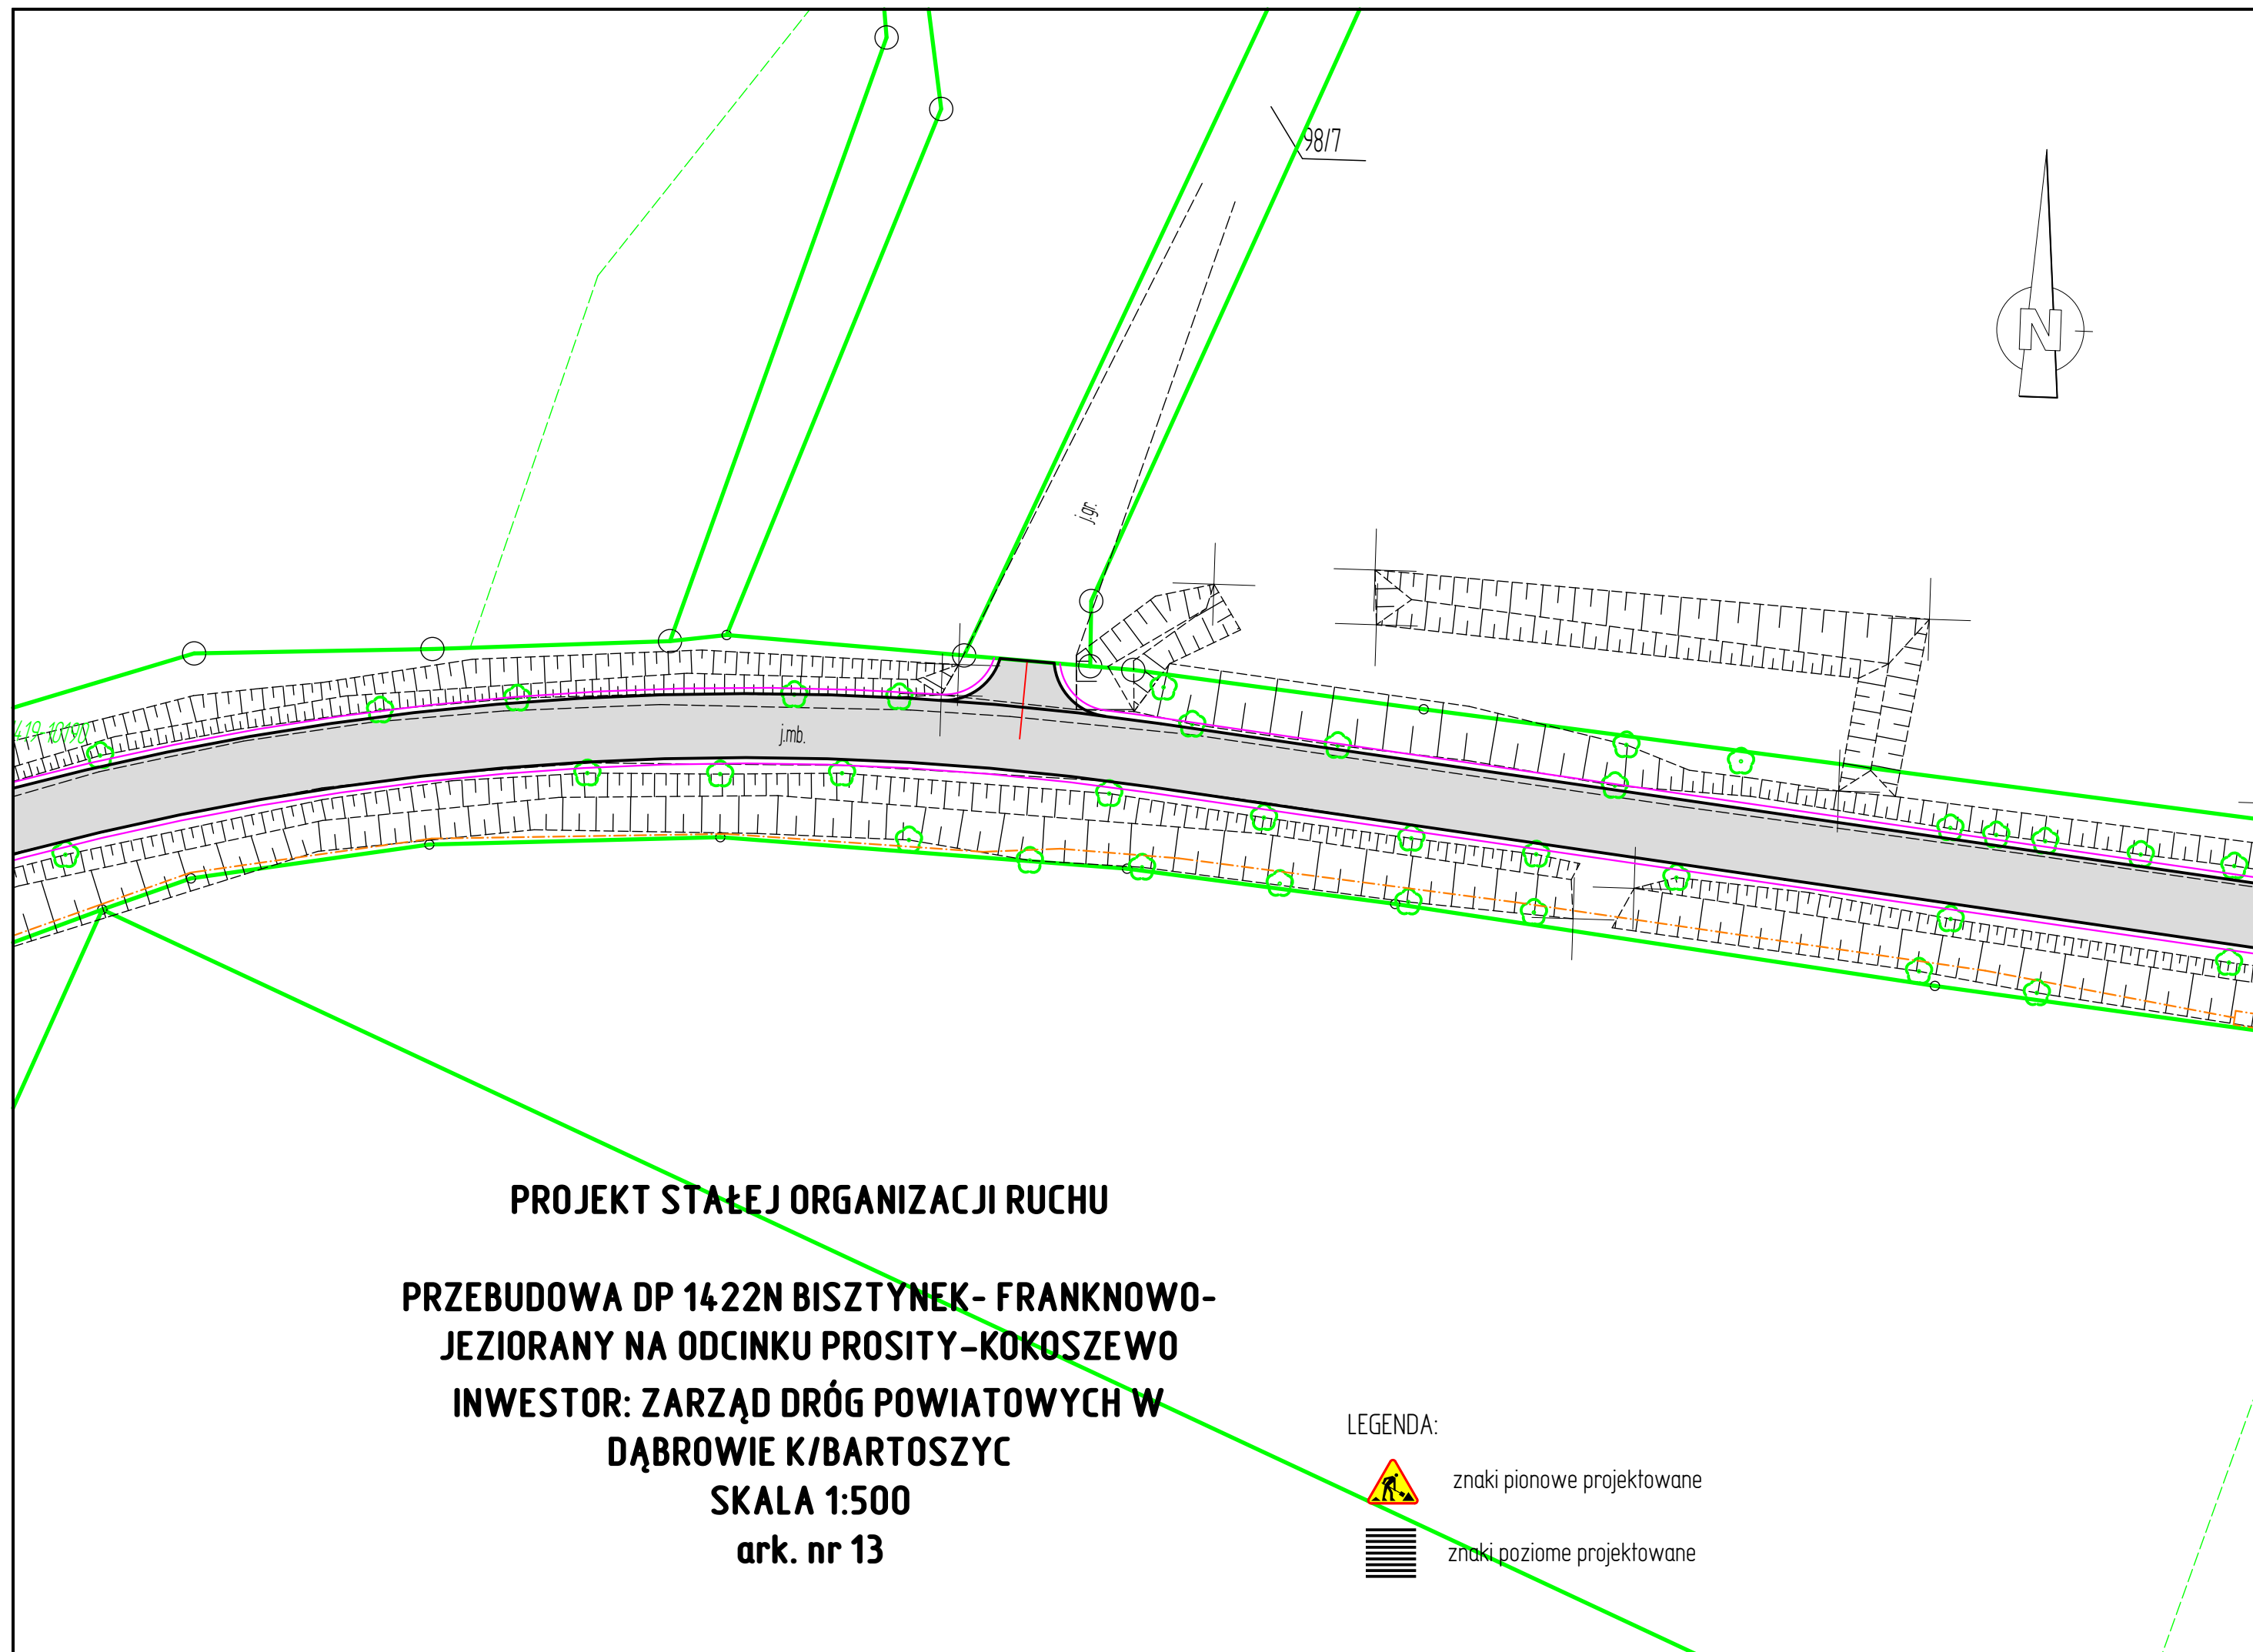 98/7
N
j.gr.
j.mb.
PROJEKT STAŁEJ ORGANIZACJI RUCHU
PRZEBUDOWA DP 1422N BISZTYNEK- FRANKNOWO-
JEZIORANY NA ODCINKU PROSITY-KOKOSZEWO
INWESTOR: ZARZĄD DRÓG POWIATOWYCH W
DĄBROWIE K/BARTOSZYC
SKALA 1:500
ark. nr 13
LEGENDA:
znaki pionowe projektowane
znaki poziome projektowane